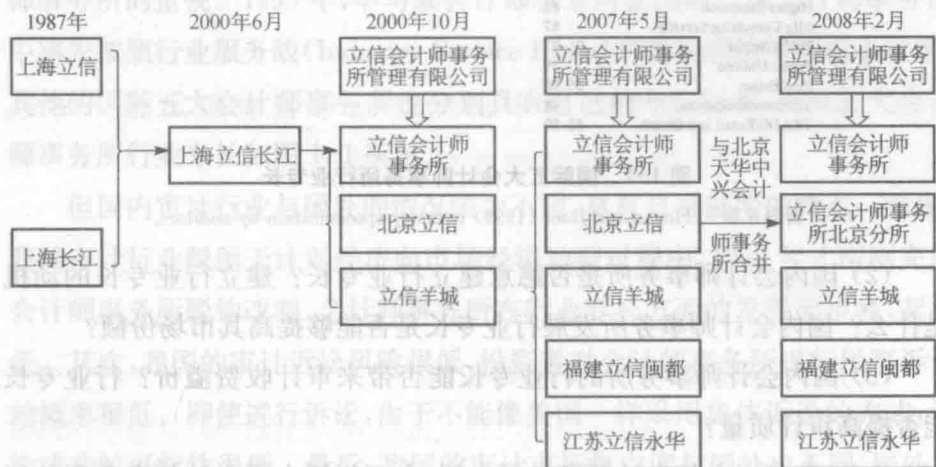 1987年
2000年6月
2000年10月
2007年5月
2008年2月
上海立信
上海长江
上海立信长江
立信会计师事务
所管理有限公司
立信会计师
事务所
北京立信
立信羊城
立信会计师事务
所管理有限公司
立信会计师
事务所
北京立信
立信羊城
福建立信闽都
江苏立信永华
与北京
天华中
兴会计
师事务
所合并
立信会计师事务
所管理有限公司
立信会计师
事务所
立信会计师事务
所北京分所
立信羊城
福建立信闽都
江苏立信永华